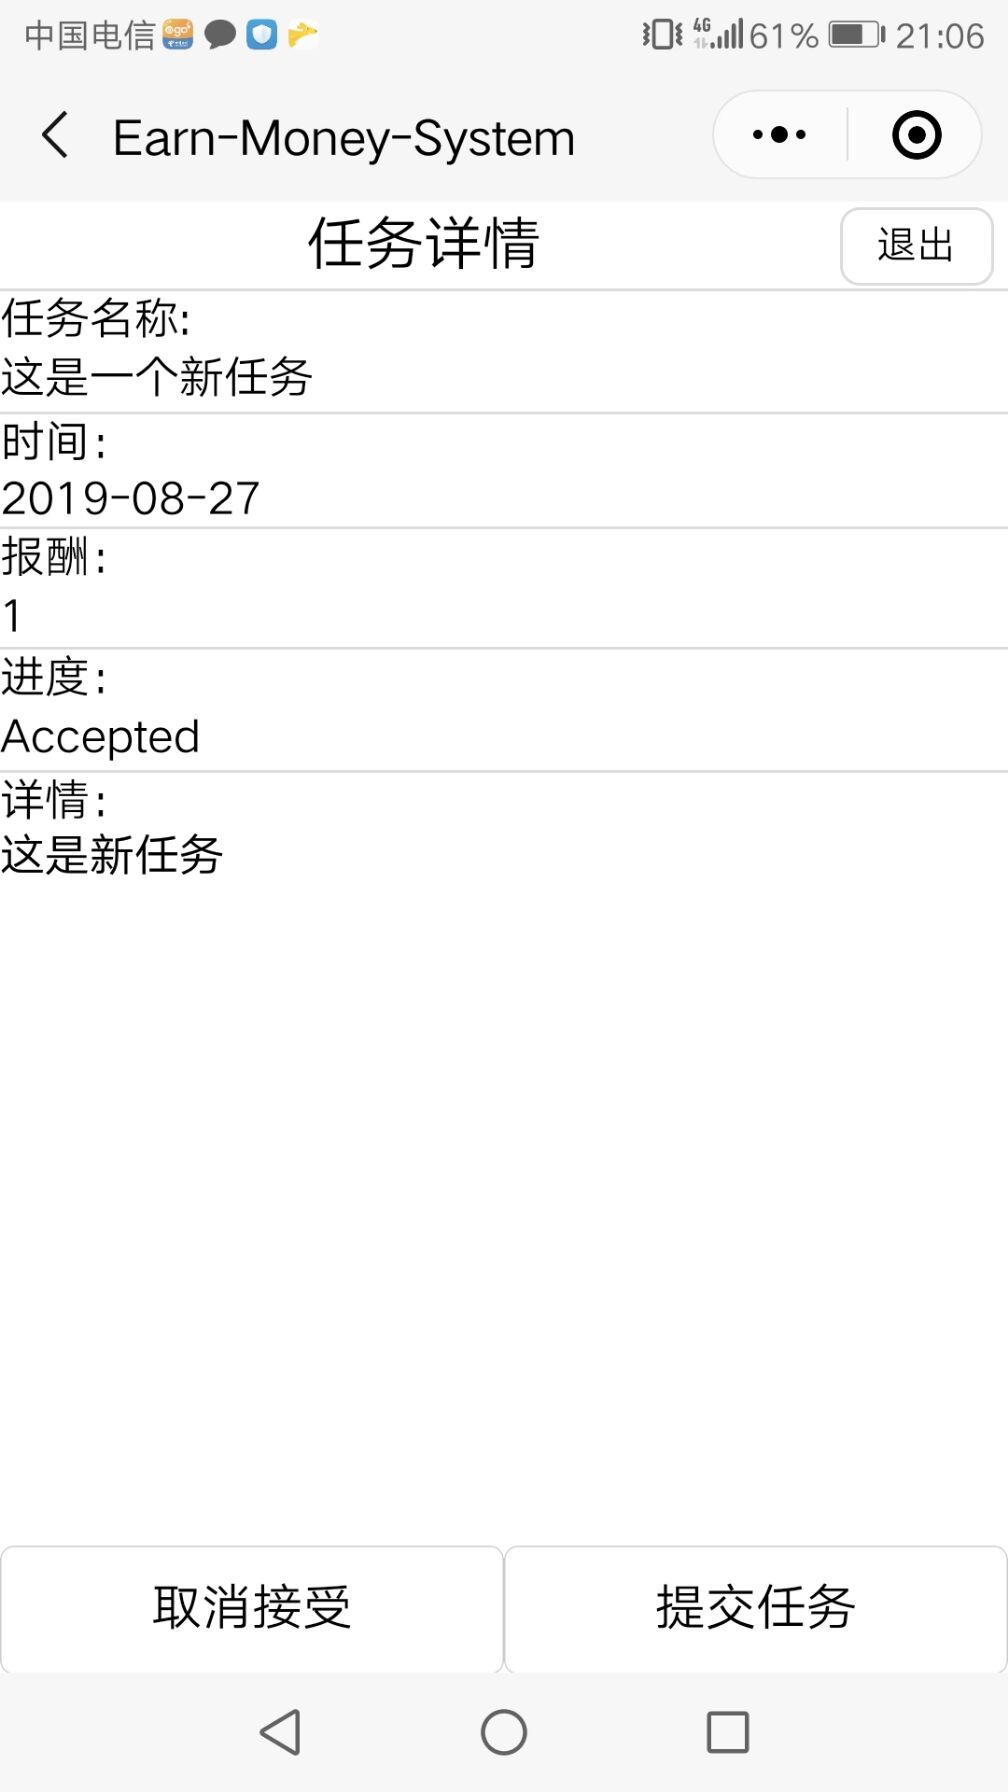 中国电信 61% 21:06
Earn-Money-System
任务详情 退出
任务名称:
这是一个新任务
时间:
2019-08-27
报酬:
1
进度:
Accepted
详情:
这是新任务
取消接受 提交任务